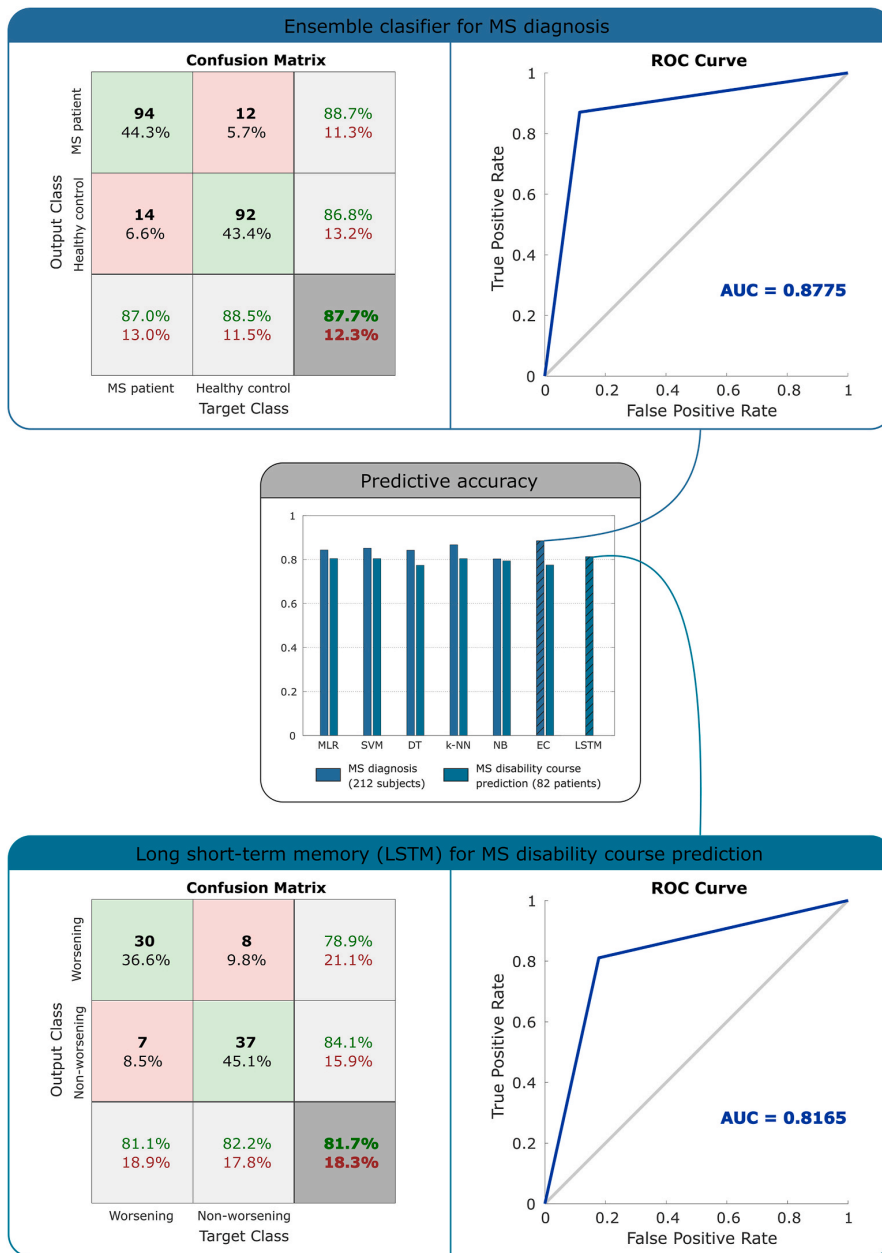 Ensemble clasifier for MS diagnosis
Confusion Matrix
MS patient
94
44.3%
12
5.7%
88.7%
11.3%
Output Class
Healthy control
14
6.6%
92
43.4%
86.8%
13.2%
87.0%
13.0%
88.5%
11.5%
87.7%
12.3%
MS patient
Healthy control
Target Class
ROC Curve
True Positive Rate
1
0.8
0.6
0.4
0.2
0
AUC = 0.8775
0
0.2
0.4
0.6
0.8
1
False Positive Rate
Predictive accuracy
1
0.8
0.6
0.4
0.2
0
MLR
SVM
DT
k-NN
NB
EC
LSTM
MS diagnosis
(212 subjects)
MS disability course
prediction (82 patients)
Long short-term memory (LSTM) for MS disability course prediction
Confusion Matrix
Worsening
30
36.6%
8
9.8%
78.9%
21.1%
Output Class
Non-worsening
7
8.5%
37
45.1%
84.1%
15.9%
81.1%
18.9%
82.2%
17.8%
81.7%
18.3%
Worsening
Non-worsening
Target Class
ROC Curve
True Positive Rate
1
0.8
0.6
0.4
0.2
0
AUC = 0.8165
0
0.2
0.4
0.6
0.8
1
False Positive Rate